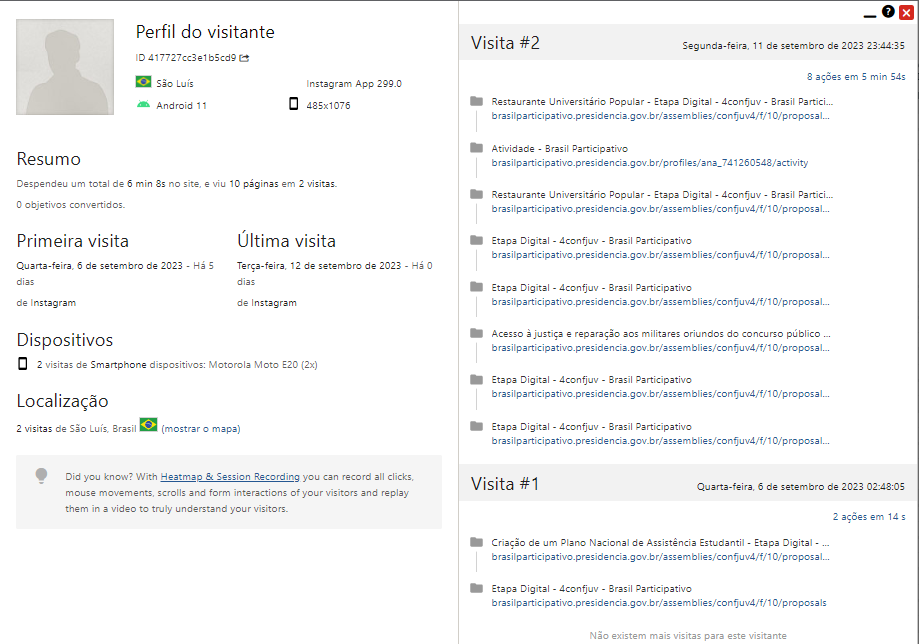 Perfil do visitante
ID 417727cc3e1b5cd9
São Luís
Instagram App 299.0
Android 11
485x1076
Resumo
Despendeu um total de 6 min 8s no site, e viu 10 páginas em 2 visitas.
0 objetivos convertidos.
Primeira visita
Quarta-feira, 6 de setembro de 2023 - Há 5
dias
de Instagram
Última visita
Terça-feira, 12 de setembro de 2023 - Há 0
dias
de Instagram
Dispositivos
2 visitas de Smartphone dispositivos: Motorola Moto E20 (2x)
Localização
2 visitas de São Luís, Brasil (mostrar o mapa)
Did you know? With Heatmap & Session Recording you can record all clicks,
mouse movements, scrolls and form interactions of your visitors and replay
them in a video to truly understand your visitors.
Visita #2
Segunda-feira, 11 de setembro de 2023 23:44:35
8 ações em 5 min 54s
Restaurante Universitário Popular - Etapa Digital - 4confjuv - Brasil Partici...
brasilparticipativo.presidencia.gov.br/assemblies/confjuv4/f/10/proposal...
Atividade - Brasil Participativo
brasilparticipativo.presidencia.gov.br/profiles/ana_741260548/activity
Restaurante Universitário Popular - Etapa Digital - 4confjuv - Brasil Partici...
brasilparticipativo.presidencia.gov.br/assemblies/confjuv4/f/10/proposal...
Etapa Digital - 4confjuv - Brasil Participativo
brasilparticipativo.presidencia.gov.br/assemblies/confjuv4/f/10/proposal...
Etapa Digital - 4confjuv - Brasil Participativo
brasilparticipativo.presidencia.gov.br/assemblies/confjuv4/f/10/proposal...
Acesso à justiça e reparação aos militares oriundos do concurso público ...
brasilparticipativo.presidencia.gov.br/assemblies/confjuv4/f/10/proposal...
Etapa Digital - 4confjuv - Brasil Participativo
brasilparticipativo.presidencia.gov.br/assemblies/confjuv4/f/10/proposal...
Etapa Digital - 4confjuv - Brasil Participativo
brasilparticipativo.presidencia.gov.br/assemblies/confjuv4/f/10/proposal...
Visita #1
Quarta-feira, 6 de setembro de 2023 02:48:05
2 ações em 14 s
Criação de um Plano Nacional de Assistência Estudantil - Etapa Digital - ...
brasilparticipativo.presidencia.gov.br/assemblies/confjuv4/f/10/proposal...
Etapa Digital - 4confjuv - Brasil Participativo
brasilparticipativo.presidencia.gov.br/assemblies/confjuv4/f/10/proposals
Não existem mais visitas para este visitante